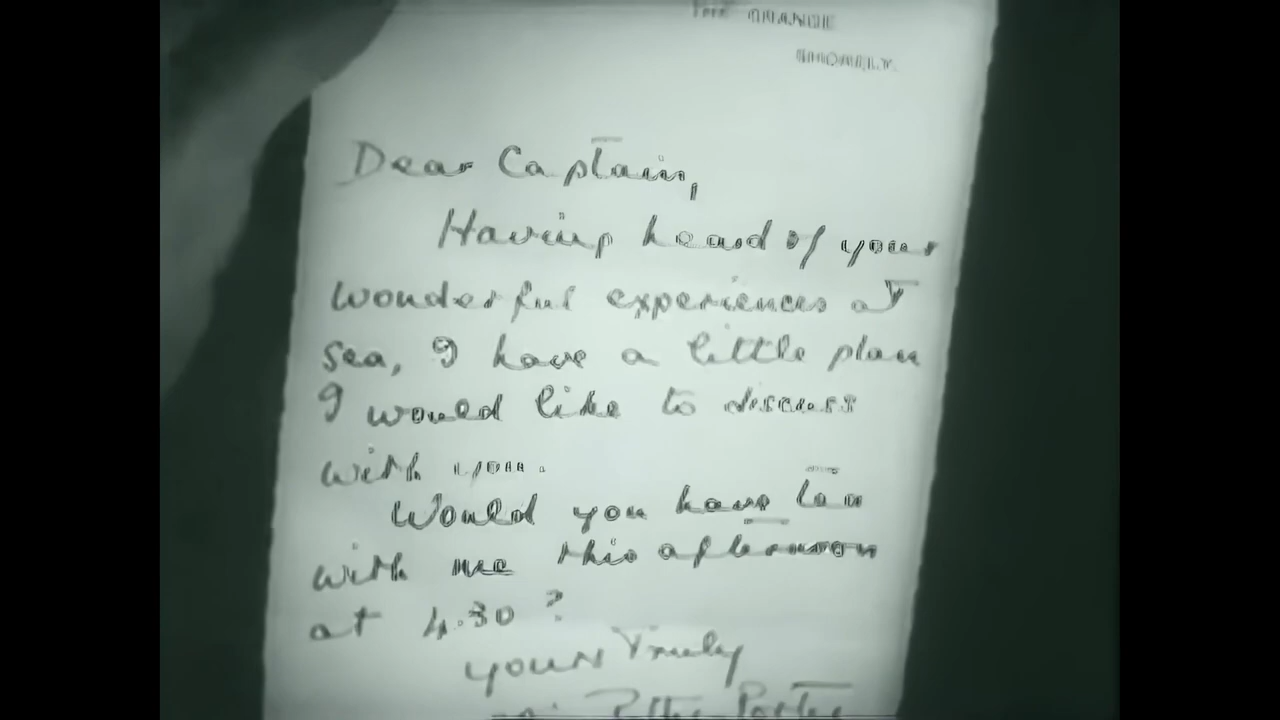 THE GRANGE
Dear Captain,
Having heard of your
wonderful experiences at
sea, I have a little plan
I would like to discuss
with you.
Would you have tea
with me this afternoon
at 4.30?
yours Truly